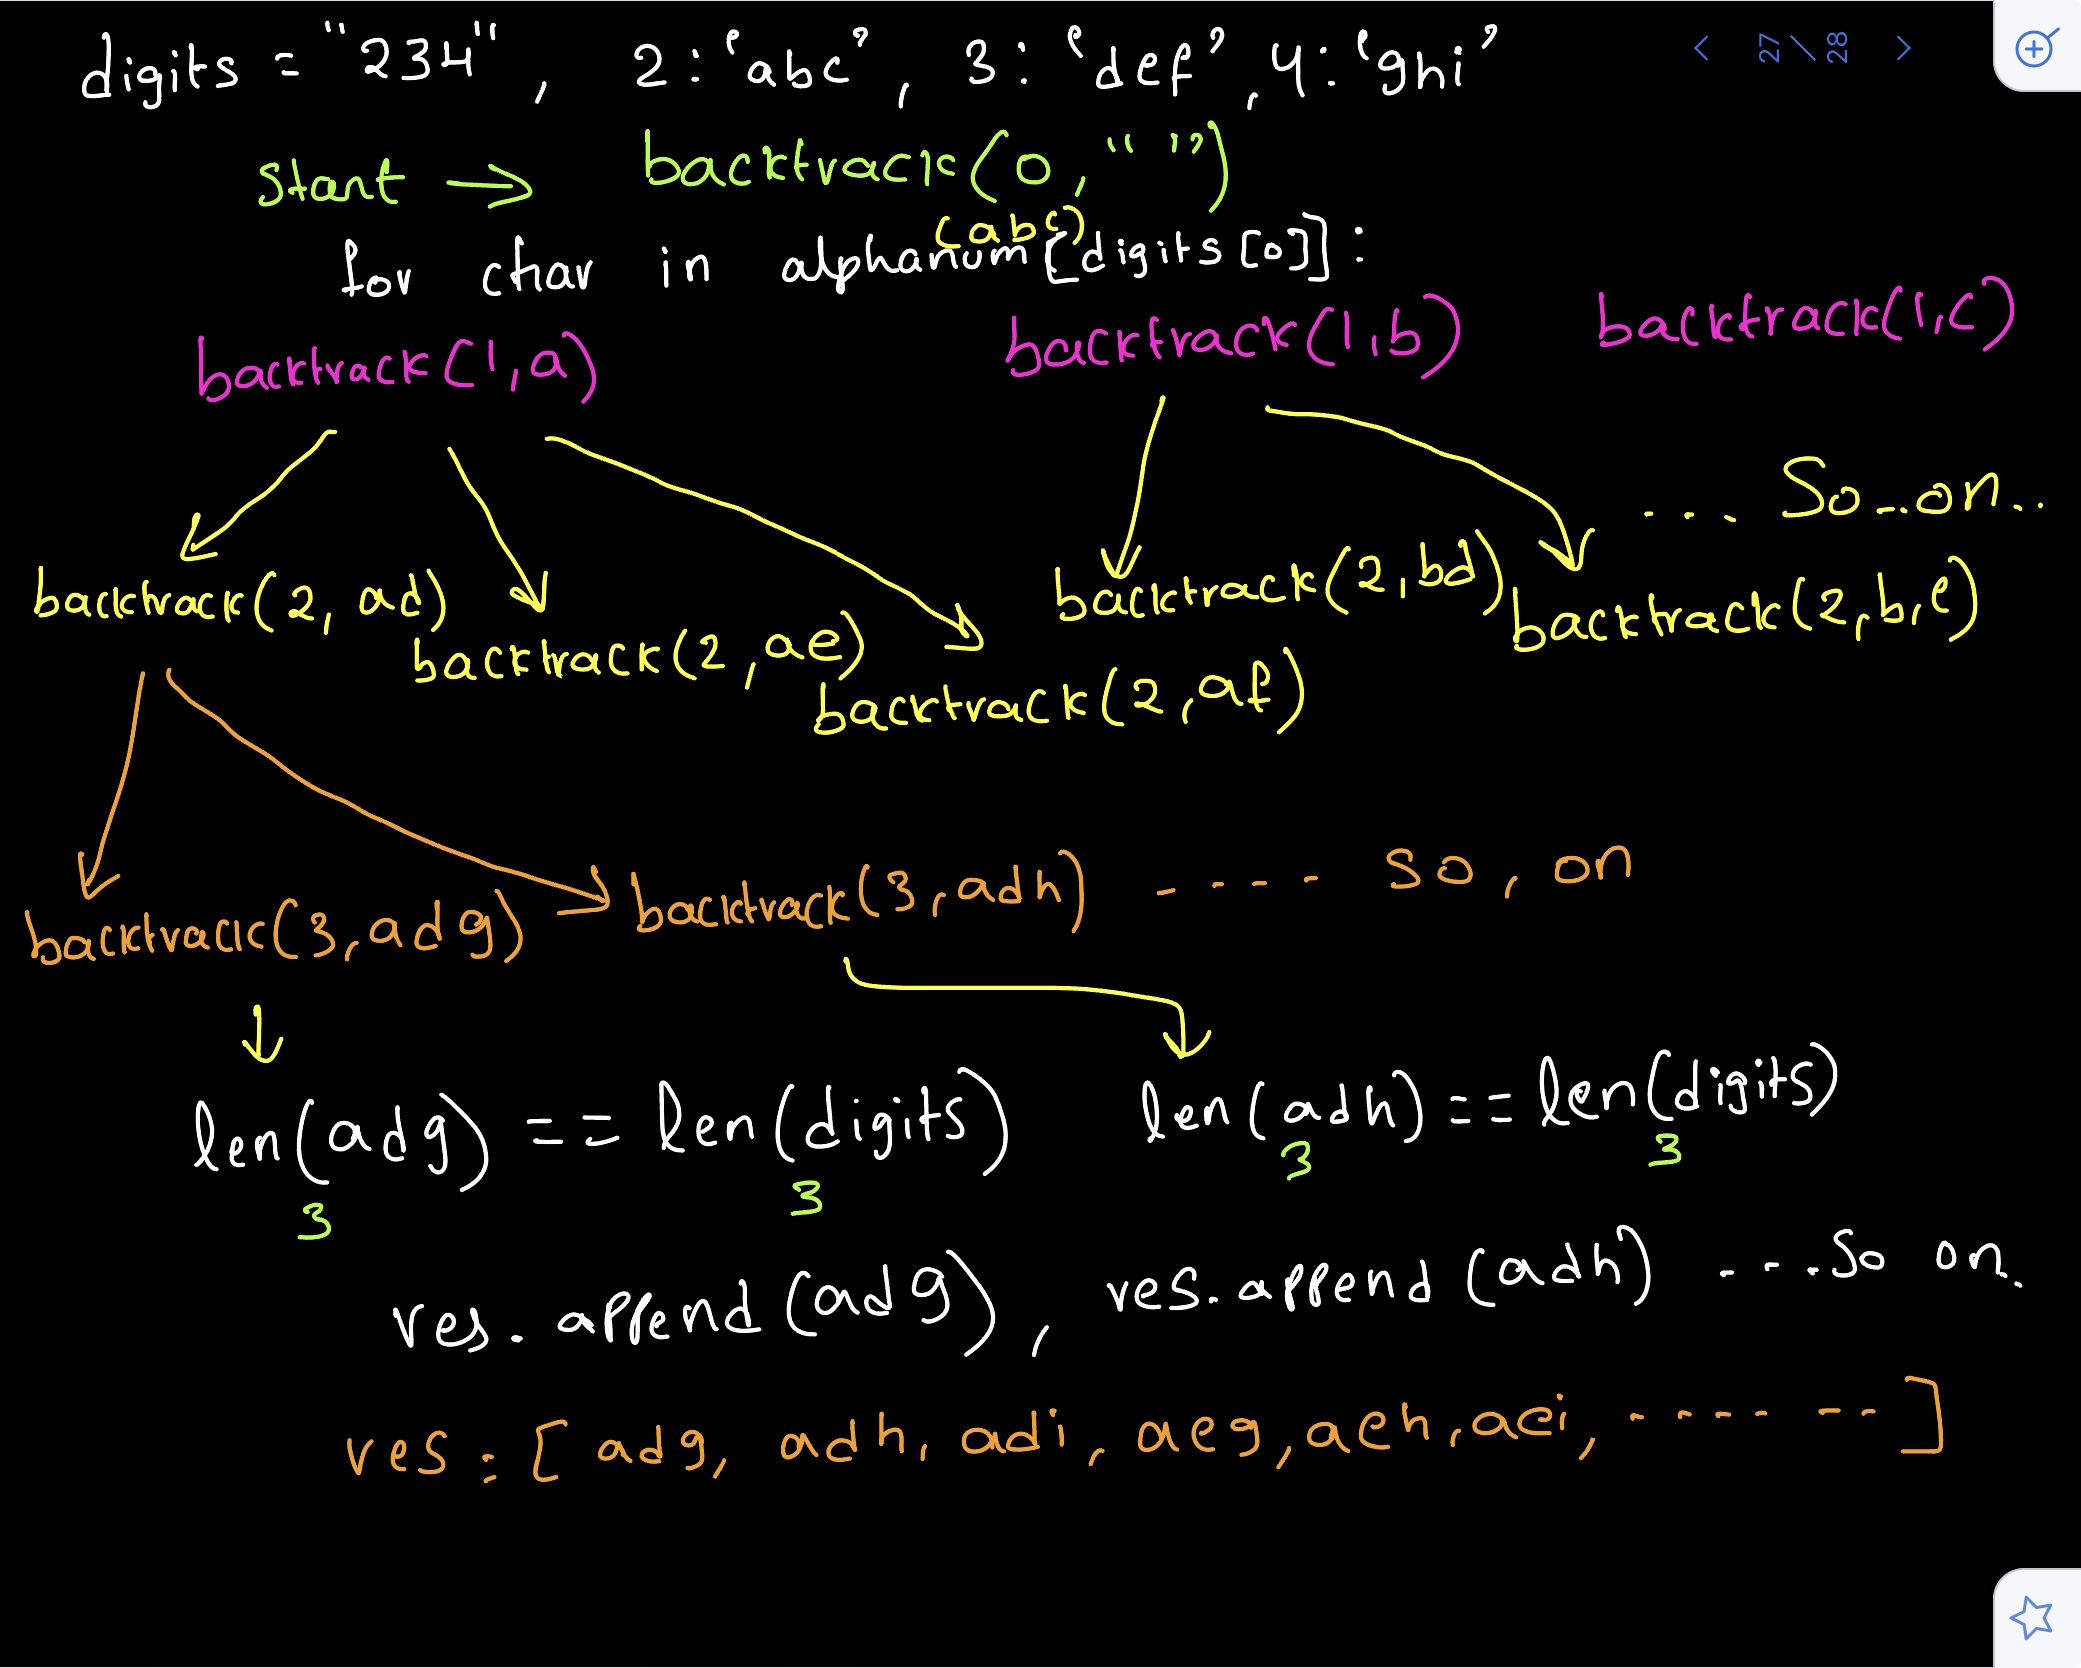 digits = "234", 2: 'abc', 3: 'def', 4: 'ghi'
< 27 \ 28 >
start → backtrack(0, " ")
(abc)
for char in alphanum[digits[0]]:
backtrack(1,a) backtrack(1,b) backtrack(1,c)
... So...on..
backtrack(2, ad) backtrack(2,ae) backtrack(2,af) backtrack(2,bd) backtrack(2,b,e)
backtrack(3,adg) backtrack(3,adh) ---- so, on
len(adg) == len(digits) len(adh) == len(digits)
3 3 3 3
res.append(adg), res.append(adh) ----So on.
res = [adg, adh, adi, aeg, aeh, aei, ---- --]